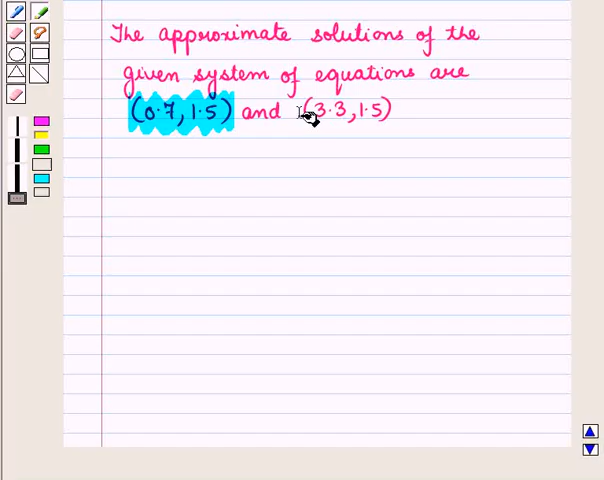 The approximate solutions of the
given system of equations are
(0.7, 1.5) and (3.3, 1.5)